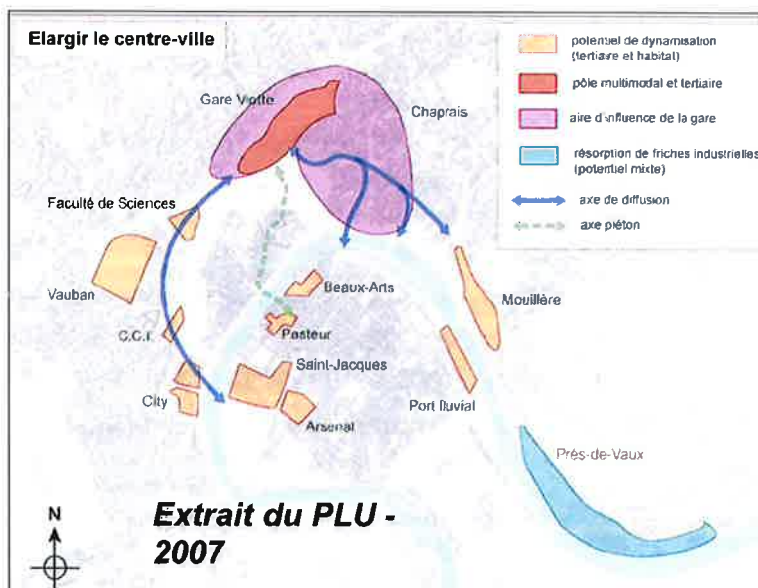 Elargir le centre-ville
potentiel de dynamisation
(tertiaire et habitat)
pôle multimodal et tertiaire
aire d'influence de la gare
résorption de friches industrielles
(potentiel mixte)
axe de diffusion
axe piéton
Gare Viotte
Chaprais
Faculté de Sciences
Vauban
Beaux-Arts
Mouillère
C.C.I.
Pasteur
Saint-Jacques
City
Arsenal
Port fluvial
Prés-de-Vaux
N
Extrait du PLU -
2007